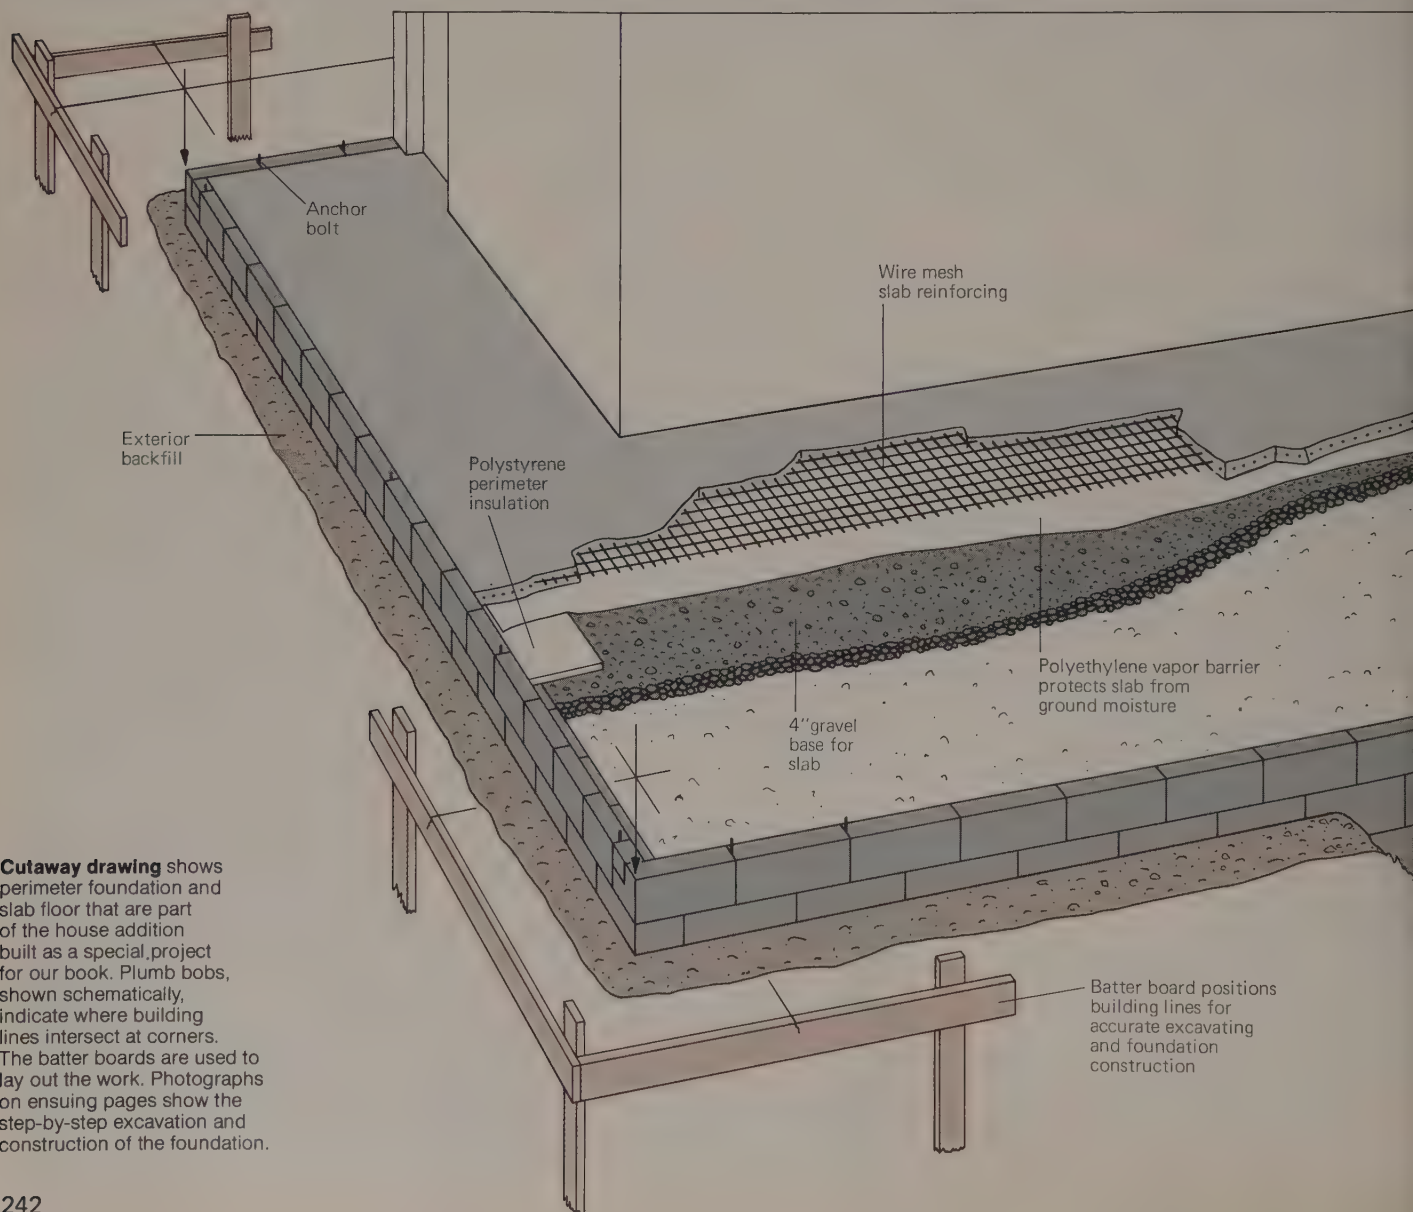 Anchor
bolt
Wire mesh
slab reinforcing
Exterior
backfill
Polystyrene
perimeter
insulation
Polyethylene vapor barrier
protects slab from
ground moisture
4" gravel
base for
slab
Cutaway drawing shows
perimeter foundation and
slab floor that are part
of the house addition
built as a special project
for our book. Plumb bobs,
shown schematically,
indicate where building
lines intersect at corners.
The batter boards are used to
lay out the work. Photographs
on ensuing pages show the
step-by-step excavation and
construction of the foundation.
Batter board positions
building lines for
accurate excavating
and foundation
construction
242